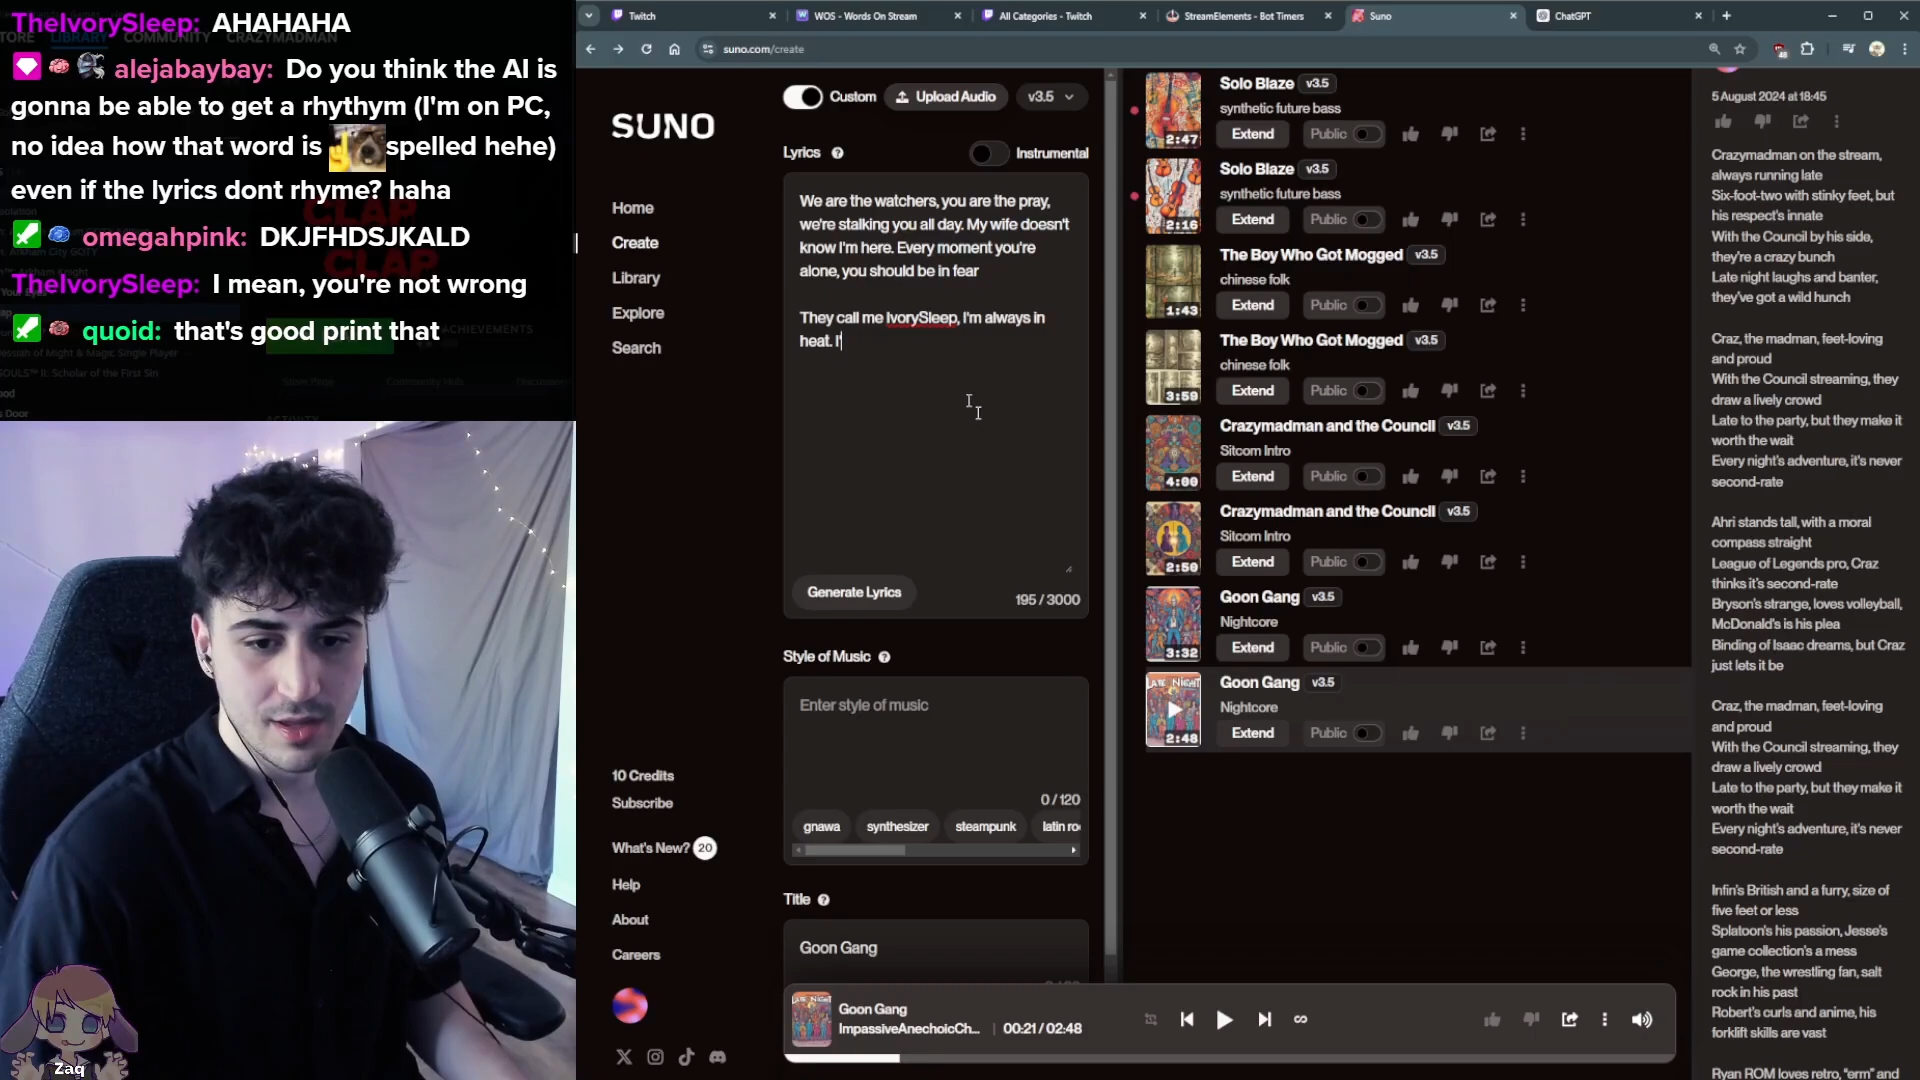 TheIvorySleep: AHAHAHA
alejabaybay: Do you think the AI is
gonna be able to get a rhythym (I'm on PC,
no idea how that word is spelled hehe)
even if the lyrics dont rhyme? haha
omegahpink: DKJFHDSJKALD
TheIvorySleep: I mean, you're not wrong
quoid: that's good print that
LIBRARY
COMMUNITY
CRAZYMADMAN
CLAP
CLAP
ACHIEVEMENTS
Store Page
Zaq
Twitch
WOS - Words On Stream
All Categories - Twitch
StreamElements - Bot Timers
Suno
ChatGPT
suno.com/create
SUNO
Home
Create
Library
Explore
Search
10 Credits
Subscribe
What's New? 20
Help
About
Careers
Custom
Upload Audio
v3.5
Lyrics
Instrumental
We are the watchers, you are the pray,
we're stalking you all day. My wife doesn't
know I'm here. Every moment you're
alone, you should be in fear
They call me IvorySleep, I'm always in
heat. I'
Generate Lyrics
195 / 3000
Style of Music
Enter style of music
0 / 120
gnawa
synthesizer
steampunk
latin ro
Title
Goon Gang
Solo Blaze v3.5
synthetic future bass
2:47
Extend
Public
Solo Blaze v3.5
synthetic future bass
2:16
Extend
Public
The Boy Who Got Mogged v3.5
chinese folk
1:43
Extend
Public
The Boy Who Got Mogged v3.5
chinese folk
3:59
Extend
Public
Crazymadman and the Council v3.5
Sitcom Intro
4:00
Extend
Public
Crazymadman and the Council v3.5
Sitcom Intro
2:50
Extend
Public
Goon Gang v3.5
Nightcore
3:32
Extend
Public
LATE NIGHT
Goon Gang v3.5
Nightcore
2:48
Extend
Public
Goon Gang
ImpassiveAnechoicCh...
00:21 / 02:48
5 August 2024 at 18:45
Crazymadman on the stream,
always running late
Six-foot-two with stinky feet, but
his respect's innate
With the Council by his side,
they're a crazy bunch
Late night laughs and banter,
they've got a wild hunch
Craz, the madman, feet-loving
and proud
With the Council streaming, they
draw a lively crowd
Late to the party, but they make it
worth the wait
Every night's adventure, it's never
second-rate
Ahri stands tall, with a moral
compass straight
League of Legends pro, Craz
thinks it's second-rate
Bryson's strange, loves volleyball,
McDonald's is his plea
Binding of Isaac dreams, but Craz
just lets it be
Craz, the madman, feet-loving
and proud
With the Council streaming, they
draw a lively crowd
Late to the party, but they make it
worth the wait
Every night's adventure, it's never
second-rate
Infin's British and a furry, size of
five feet or less
Splatoon's his passion, Jesse's
game collection's a mess
George, the wrestling fan, salt
rock in his past
Robert's curls and anime, his
forklift skills are vast
Ryan ROM loves retro, "erm" and